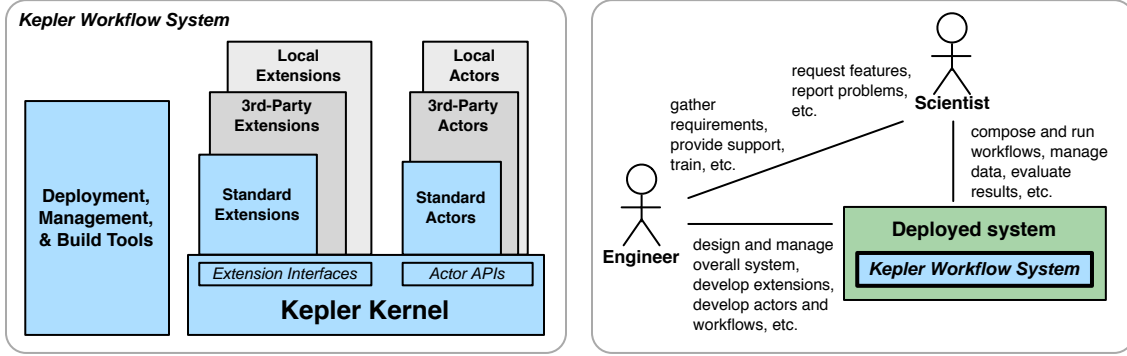 Kepler Workflow System
Local
Extensions
3rd-Party
Extensions
Standard
Extensions
Local
Actors
3rd-Party
Actors
Standard
Actors
Deployment,
Management,
& Build Tools
Extension Interfaces
Actor APIs
Kepler Kernel
Scientist
request features,
report problems,
etc.
gather
requirements,
provide support,
train, etc.
compose and run
workflows, manage
data, evaluate
results, etc.
Engineer
design and manage
overall system,
develop extensions,
develop actors and
workflows, etc.
Deployed system
Kepler Workflow System